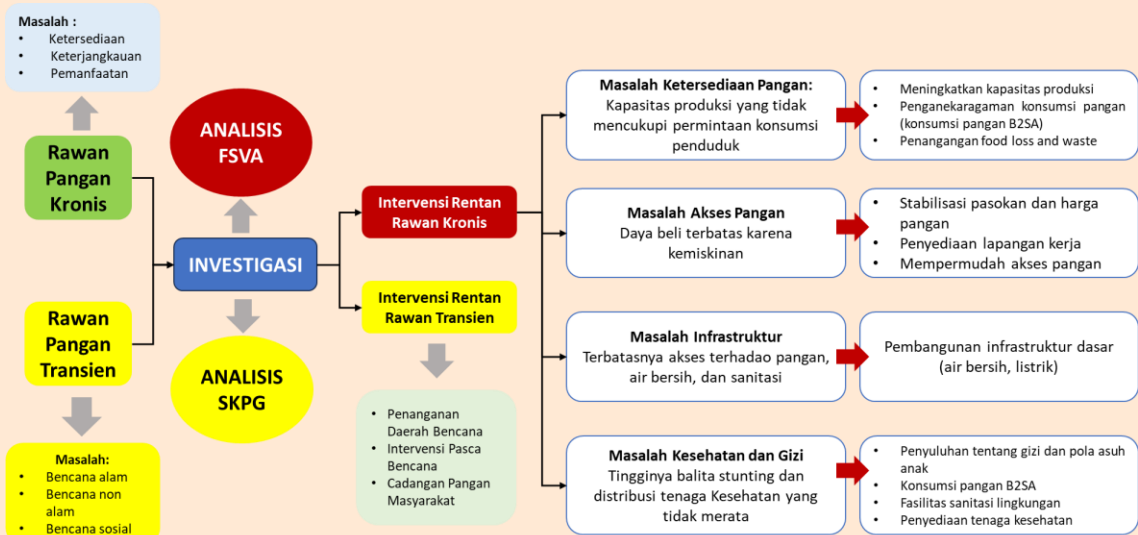 Masalah :
• Ketersediaan
• Keterjangkauan
• Pemanfaatan
Rawan
Pangan
Kronis
ANALISIS
FSVA
INVESTIGASI
Rawan
Pangan
Transien
ANALISIS
SKPG
Masalah:
• Bencana alam
• Bencana non
alam
• Bencana sosial
Intervensi Rentan
Rawan Kronis
Intervensi Rentan
Rawan Transien
• Penanganan
Daerah Bencana
• Intervensi Pasca
Bencana
• Cadangan Pangan
Masyarakat
Masalah Ketersediaan Pangan:
Kapasitas produksi yang tidak
mencukupi permintaan konsumsi
penduduk
• Meningkatkan kapasitas produksi
• Penganekaragaman konsumsi pangan
(konsumsi pangan B2SA)
• Penangangan food loss and waste
Masalah Akses Pangan
Daya beli terbatas karena
kemiskinan
• Stabilisasi pasokan dan harga
pangan
• Penyediaan lapangan kerja
• Mempermudah akses pangan
Masalah Infrastruktur
Terbatasnya akses terhadao pangan,
air bersih, dan sanitasi
Pembangunan infrastruktur dasar
(air bersih, listrik)
Masalah Kesehatan dan Gizi
Tingginya balita stunting dan
distribusi tenaga Kesehatan yang
tidak merata
• Penyuluhan tentang gizi dan pola asuh
anak
• Konsumsi pangan B2SA
• Fasilitas sanitasi lingkungan
• Penyediaan tenaga kesehatan